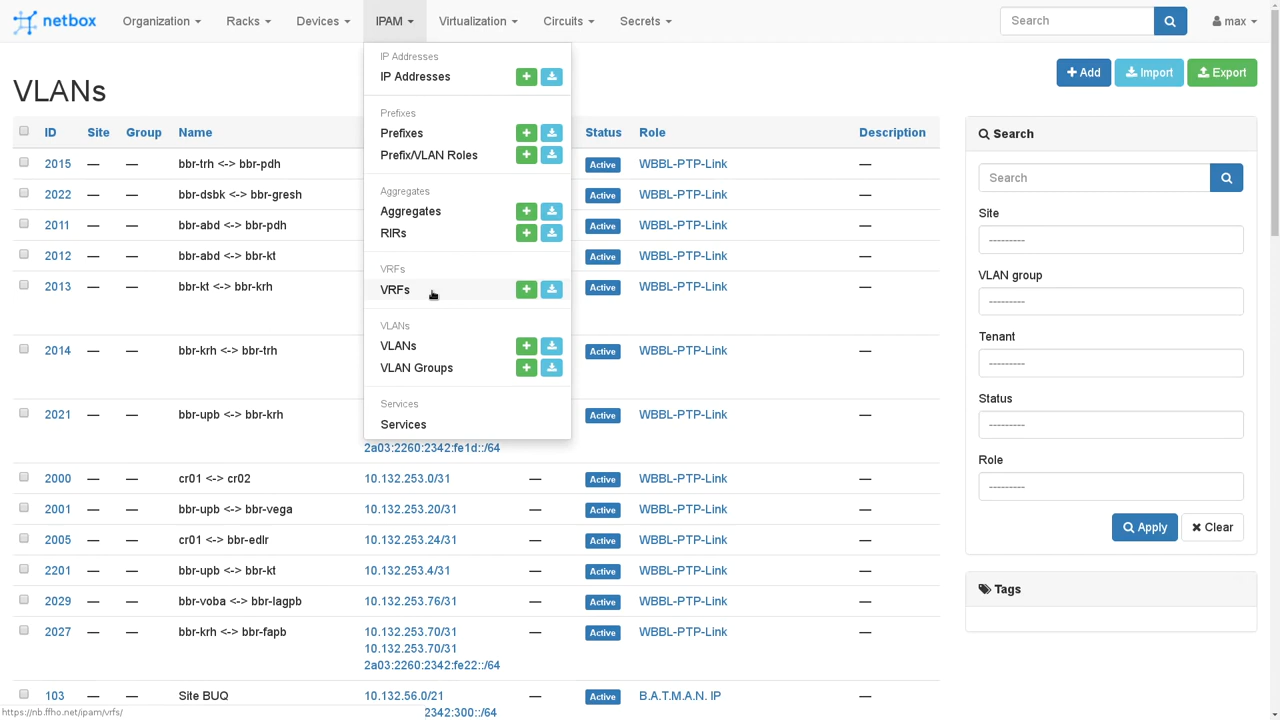 netbox Organization Racks Devices IPAM Virtualization Circuits Secrets Search max
VLANs
Add Import Export
ID Site Group Name Status Role Description
2015 — — bbr-trh <-> bbr-pdh Active WBBL-PTP-Link —
2022 — — bbr-dsbk <-> bbr-gresh Active WBBL-PTP-Link —
2011 — — bbr-abd <-> bbr-pdh Active WBBL-PTP-Link —
2012 — — bbr-abd <-> bbr-kt Active WBBL-PTP-Link —
2013 — — bbr-kt <-> bbr-krh Active WBBL-PTP-Link —
2014 — — bbr-krh <-> bbr-trh Active WBBL-PTP-Link —
2021 — — bbr-upb <-> bbr-krh Active WBBL-PTP-Link —
2a03:2260:2342:fe1d::/64
2000 — — cr01 <-> cr02 10.132.253.0/31 — Active WBBL-PTP-Link —
2001 — — bbr-upb <-> bbr-vega 10.132.253.20/31 — Active WBBL-PTP-Link —
2005 — — cr01 <-> bbr-edlr 10.132.253.24/31 — Active WBBL-PTP-Link —
2201 — — bbr-upb <-> bbr-kt 10.132.253.4/31 — Active WBBL-PTP-Link —
2029 — — bbr-voba <-> bbr-lagpb 10.132.253.76/31 — Active WBBL-PTP-Link —
2027 — — bbr-krh <-> bbr-fapb 10.132.253.70/31 — Active WBBL-PTP-Link —
10.132.253.70/31
2a03:2260:2342:fe22::/64
103 — — Site BUQ 10.132.56.0/21 — Active B.A.T.M.A.N. IP —
2342:300::/64
IP Addresses
IP Addresses
Prefixes
Prefixes
Prefix/VLAN Roles
Aggregates
Aggregates
RIRs
VRFs
VRFs
VLANs
VLANs
VLAN Groups
Services
Services
Search
Search
Site
---------
VLAN group
---------
Tenant
---------
Status
---------
Role
---------
Apply Clear
Tags
https://nb.ffho.net/ipam/vrfs/